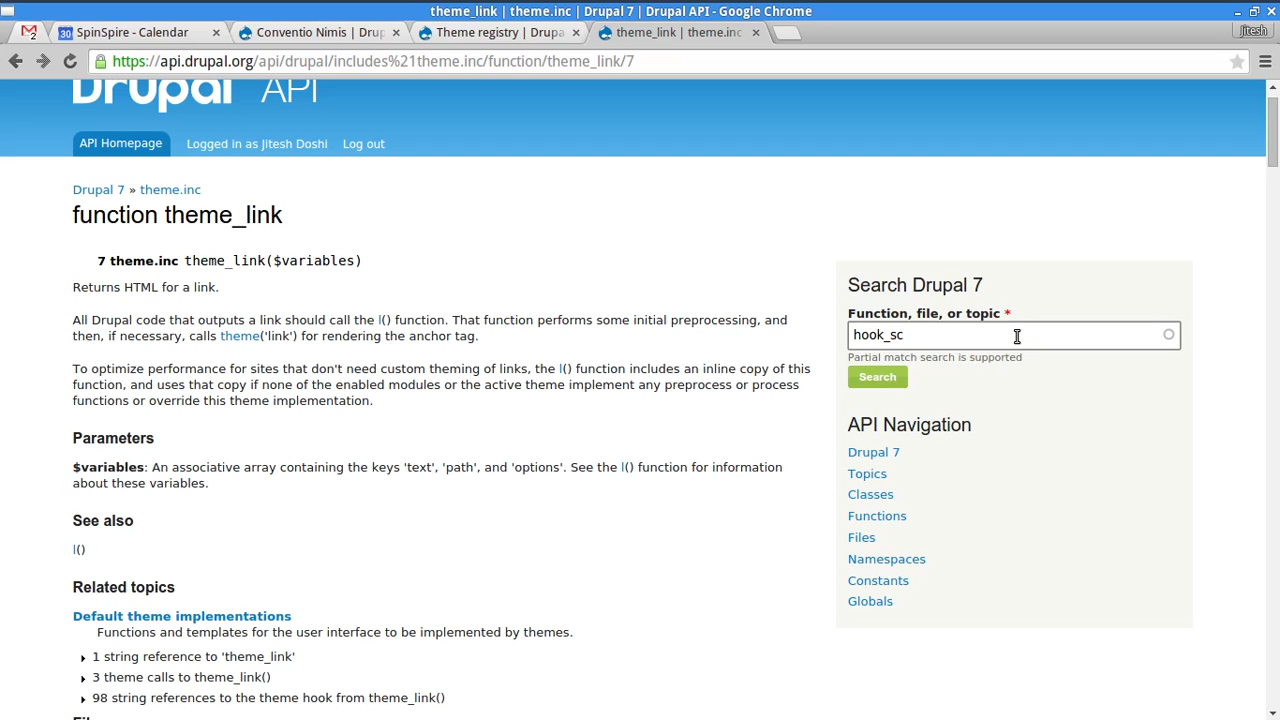 theme_link | theme.inc | Drupal 7 | Drupal API - Google Chrome
2
30 SpinSpire - Calendar × Conventio Nimis | Drup × Theme registry | Drupa × theme_link | theme.inc × Jitesh
https://api.drupal.org/api/drupal/includes%21theme.inc/function/theme_link/7
Drupal API
API Homepage Logged in as Jitesh Doshi Log out
Drupal 7 » theme.inc
function theme_link
7 theme.inc theme_link($variables)
Returns HTML for a link.
All Drupal code that outputs a link should call the l() function. That function performs some initial preprocessing, and
then, if necessary, calls theme('link') for rendering the anchor tag.
To optimize performance for sites that don't need custom theming of links, the l() function includes an inline copy of this
function, and uses that copy if none of the enabled modules or the active theme implement any preprocess or process
functions or override this theme implementation.
Parameters
$variables: An associative array containing the keys 'text', 'path', and 'options'. See the l() function for information
about these variables.
See also
l()
Related topics
Default theme implementations
Functions and templates for the user interface to be implemented by themes.
1 string reference to 'theme_link'
3 theme calls to theme_link()
98 string references to the theme hook from theme_link()
Search Drupal 7
Function, file, or topic *
hook_sc
Partial match search is supported
Search
API Navigation
Drupal 7
Topics
Classes
Functions
Files
Namespaces
Constants
Globals